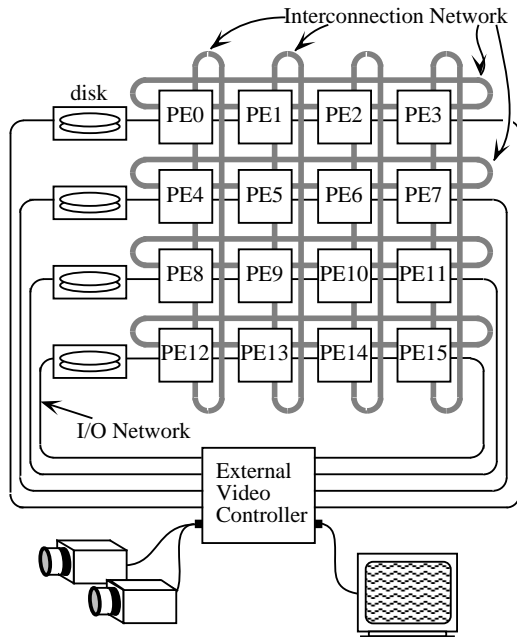 Interconnection Network
disk
PE0 PE1 PE2 PE3
PE4 PE5 PE6 PE7
PE8 PE9 PE10 PE11
PE12 PE13 PE14 PE15
I/O Network
External
Video
Controller